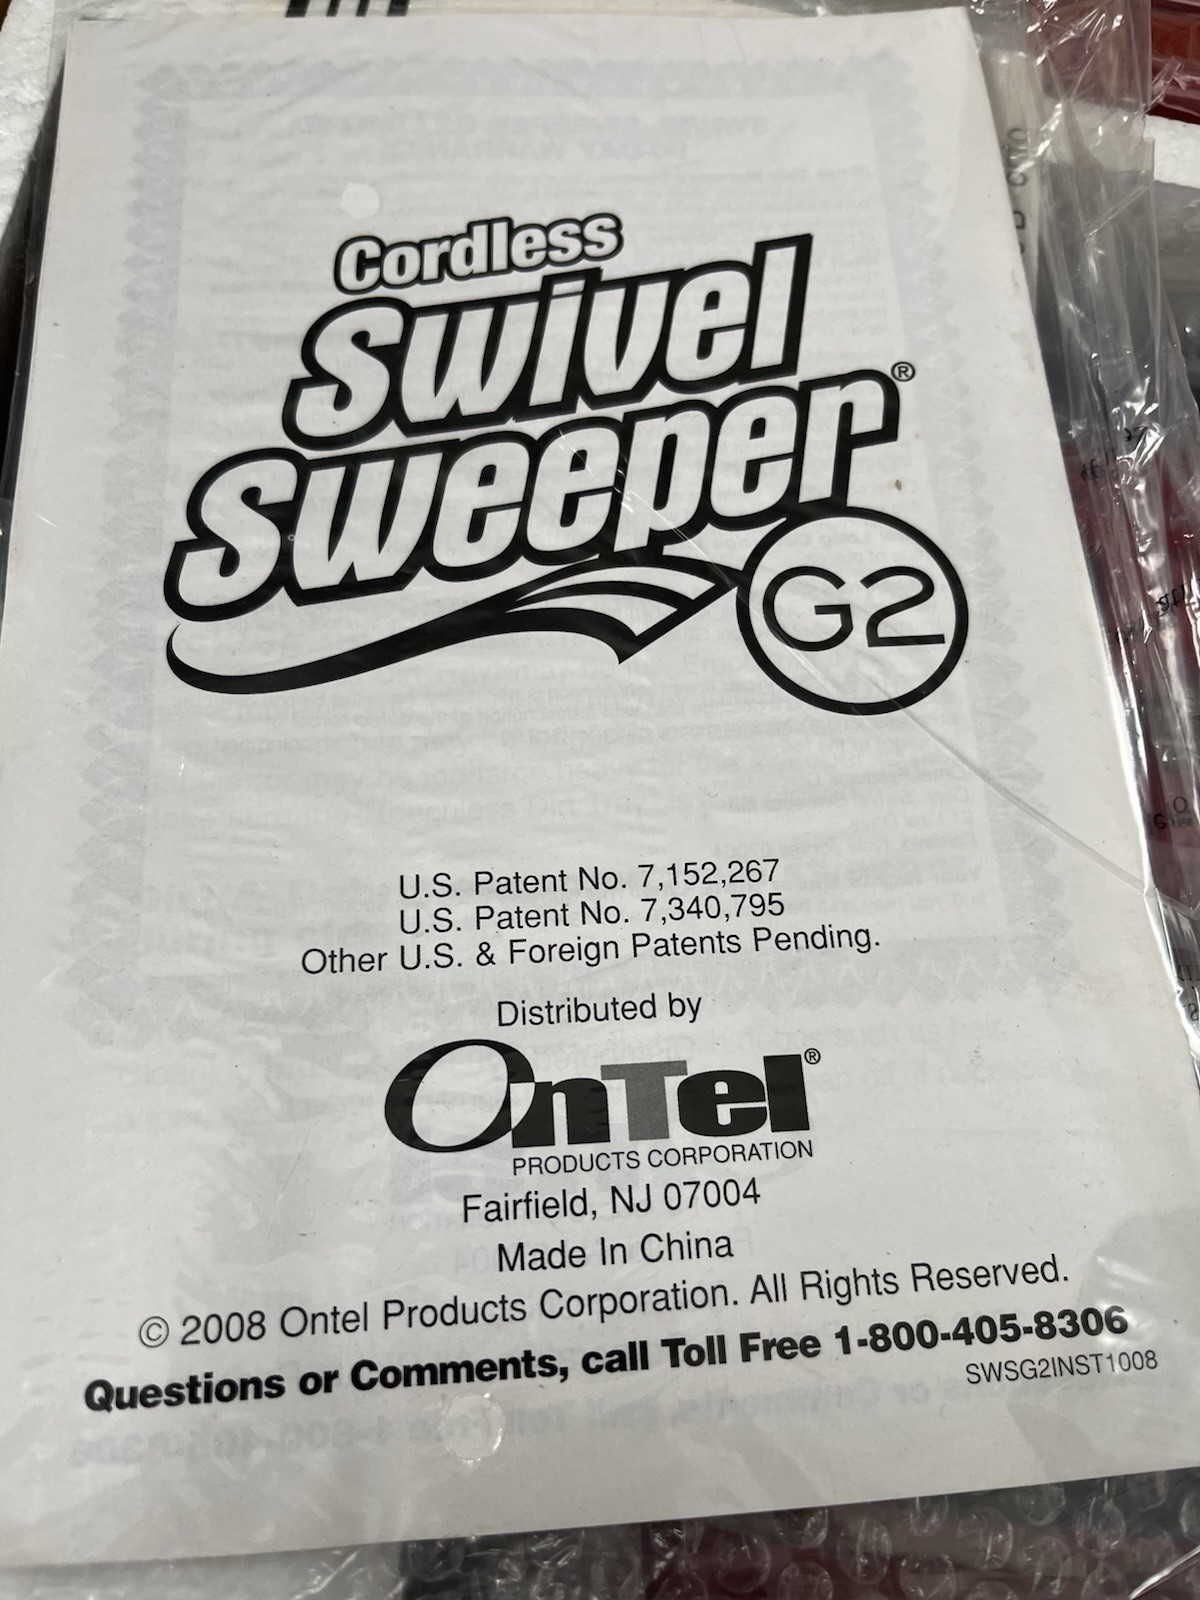 Cordless
Swivel
Sweeper®
G2
U.S. Patent No. 7,152,267
U.S. Patent No. 7,340,795
Other U.S. & Foreign Patents Pending.
Distributed by
OnTel®
PRODUCTS CORPORATION
Fairfield, NJ 07004
Made In China
© 2008 Ontel Products Corporation. All Rights Reserved.
Questions or Comments, call Toll Free 1-800-405-8306
SWSG2INST1008